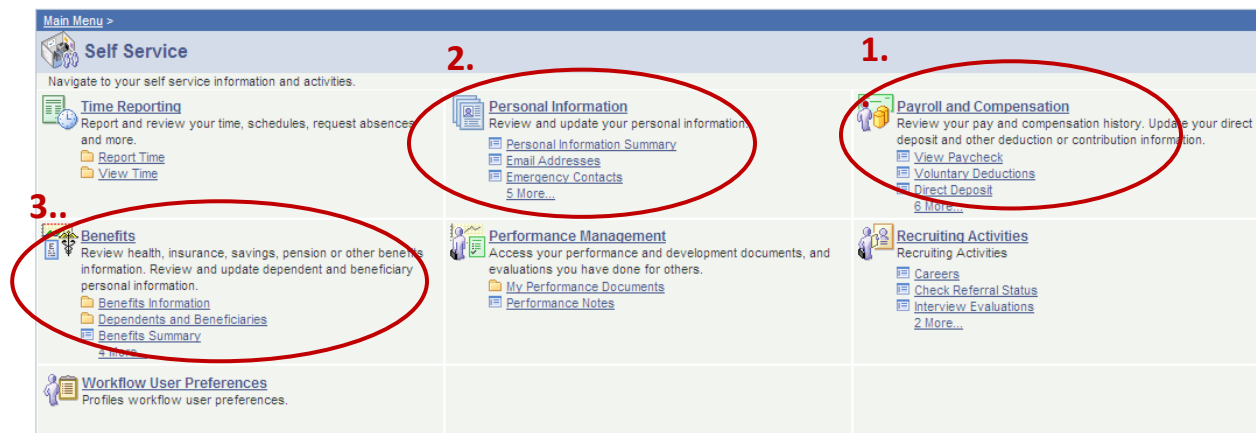 Main Menu >
Self Service
Navigate to your self service information and activities.
Time Reporting
Report and review your time, schedules, request absences
and more.
Report Time
View Time
2.
Personal Information
Review and update your personal information.
Personal Information Summary
Email Addresses
Emergency Contacts
5 More...
1.
Payroll and Compensation
Review your pay and compensation history. Update your direct
deposit and other deduction or contribution information.
View Paycheck
Voluntary Deductions
Direct Deposit
6 More...
3..
Benefits
Review health, insurance, savings, pension or other benefits
information. Review and update dependent and beneficiary
personal information.
Benefits Information
Dependents and Beneficiaries
Benefits Summary
4 More...
Performance Management
Access your performance and development documents, and
evaluations you have done for others.
My Performance Documents
Performance Notes
Recruiting Activities
Recruiting Activities
Careers
Check Referral Status
Interview Evaluations
2 More...
Workflow User Preferences
Profiles workflow user preferences.